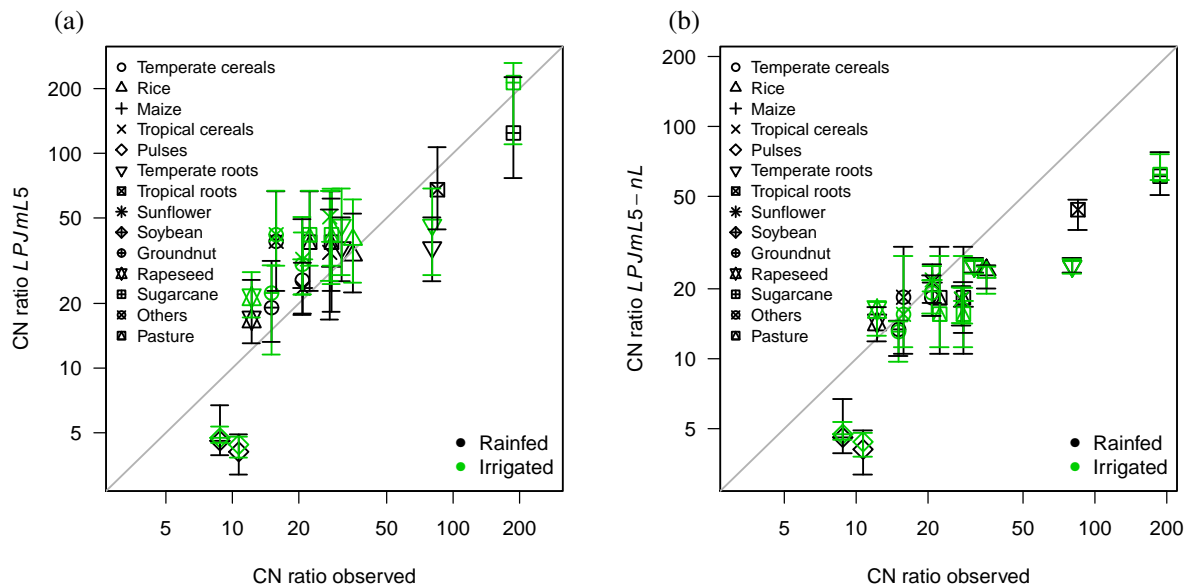 (a)
CN ratio LPJmL5
200
100
50
20
10
5
Temperate cereals
Rice
Maize
Tropical cereals
Pulses
Temperate roots
Tropical roots
Sunflower
Soybean
Groundnut
Rapeseed
Sugarcane
Others
Pasture
Rainfed
Irrigated
5 10 20 50 100 200
CN ratio observed
(b)
CN ratio LPJmL5−nL
200
100
50
20
10
5
Temperate cereals
Rice
Maize
Tropical cereals
Pulses
Temperate roots
Tropical roots
Sunflower
Soybean
Groundnut
Rapeseed
Sugarcane
Others
Pasture
Rainfed
Irrigated
5 10 20 50 100 200
CN ratio observed